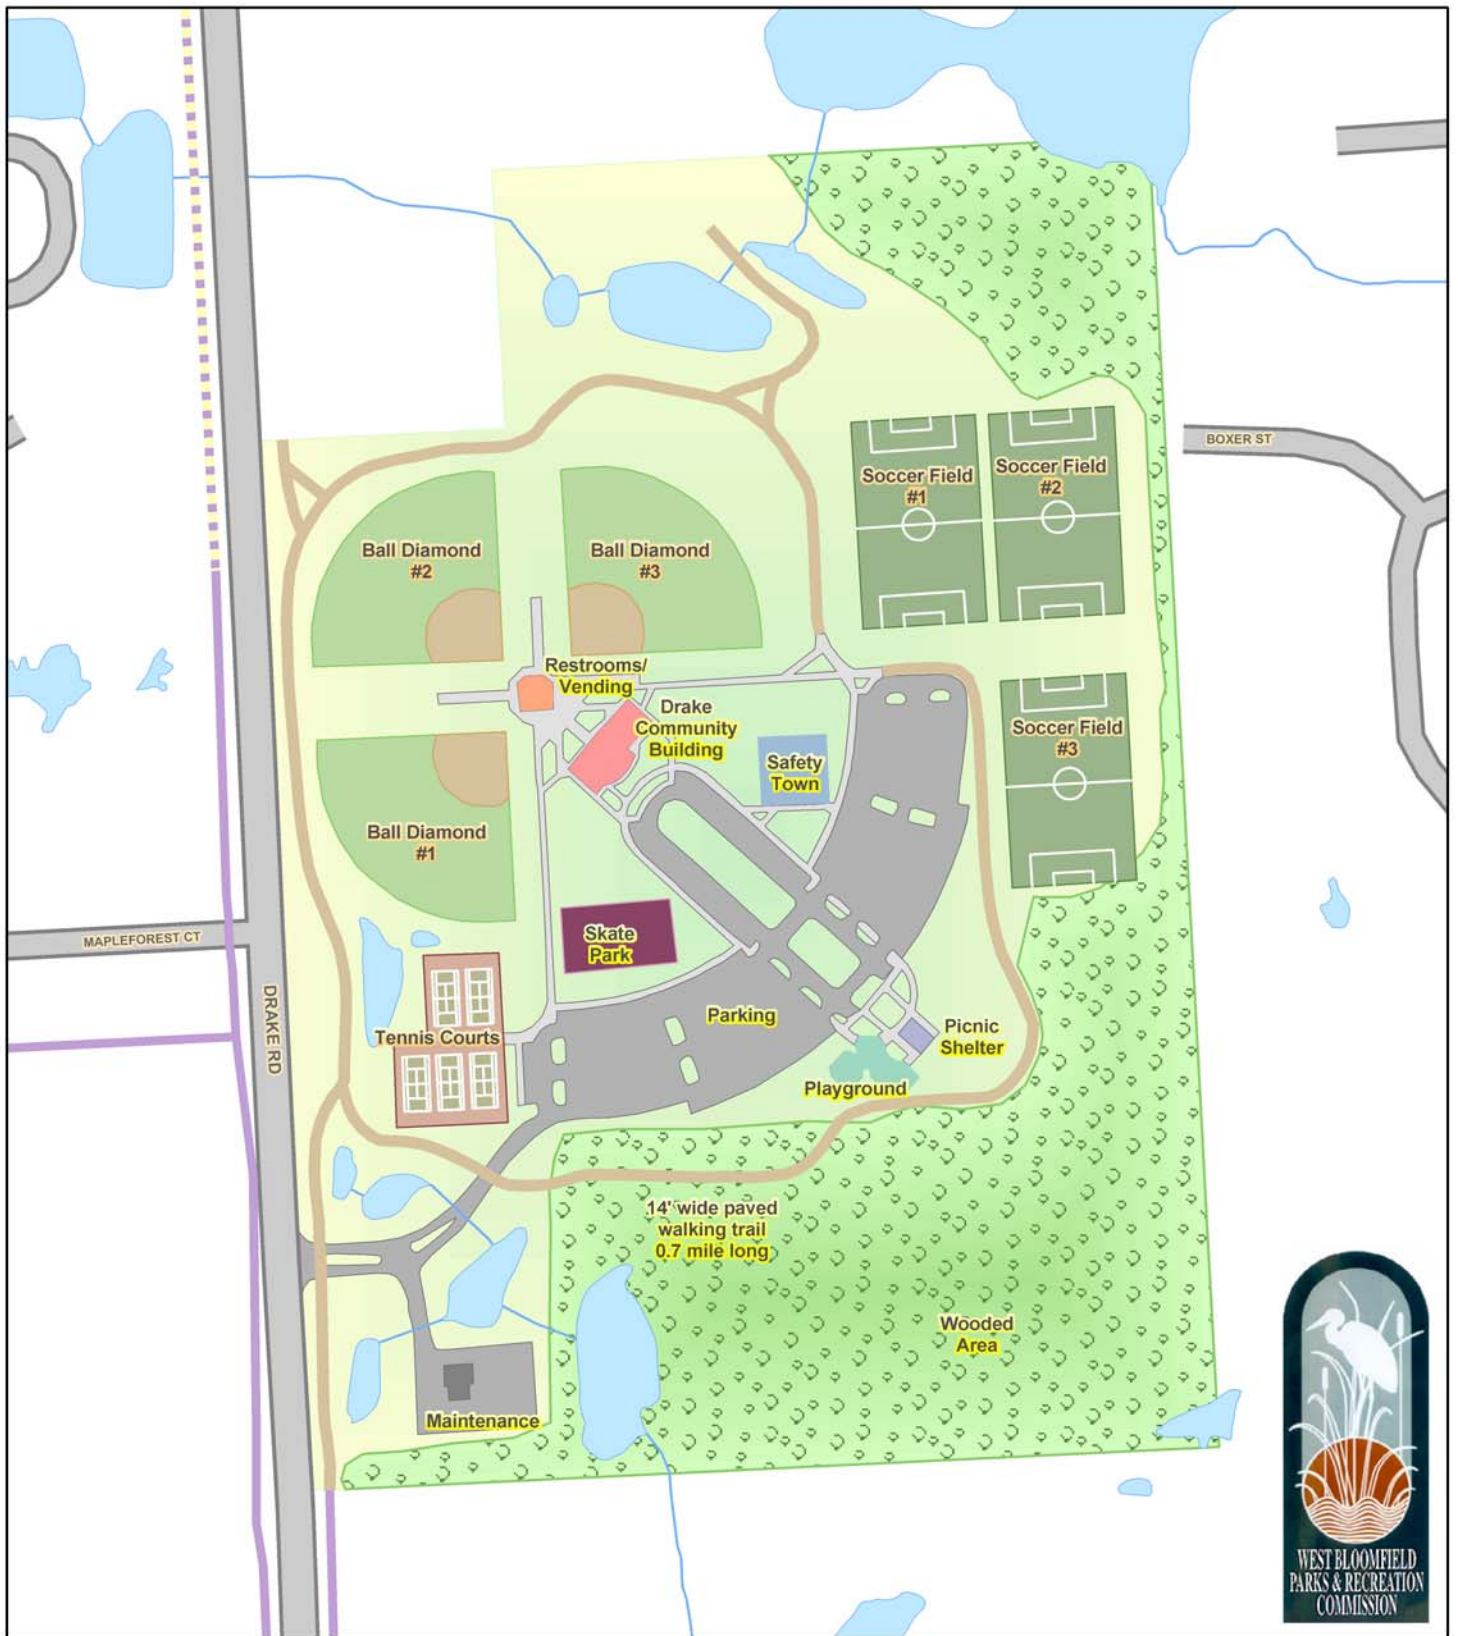 BOXER ST
Soccer Field
#1
Soccer Field
#2
Ball Diamond
#2
Ball Diamond
#3
Restrooms/
Vending
Drake
Community
Building
Safety
Town
Soccer Field
#3
Ball Diamond
#1
MAPLEFOREST CT
DRAKE RD
Skate
Park
Parking
Tennis Courts
Picnic
Shelter
Playground
14' wide paved
walking trail
0.7 mile long
Wooded
Area
Maintenance
WEST BLOOMFIELD
PARKS & RECREATION
COMMISSION